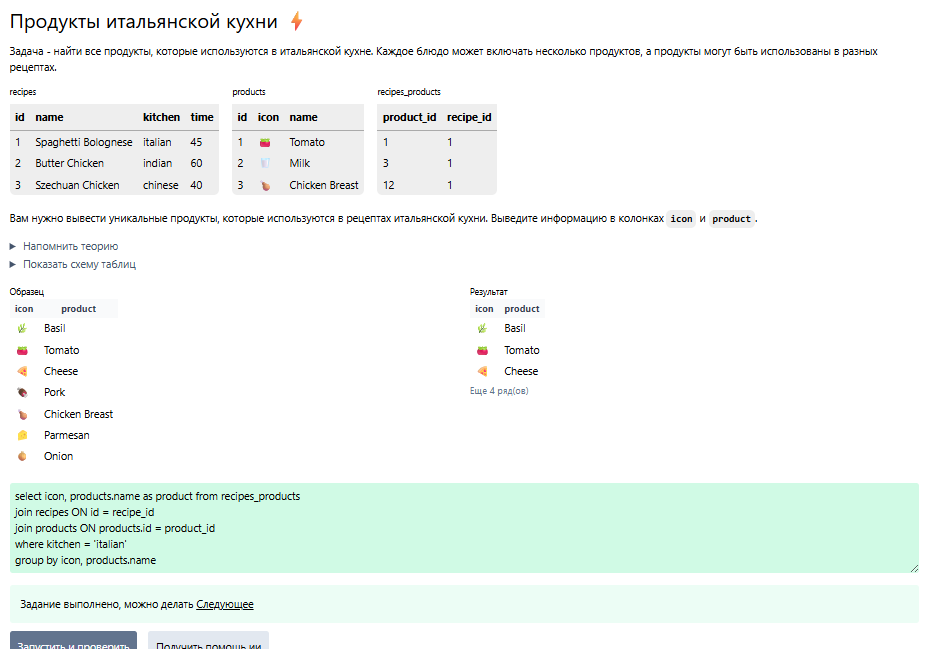 Продукты итальянской кухни ⚡
Задача - найти все продукты, которые используются в итальянской кухне. Каждое блюдо может включать несколько продуктов, а продукты могут быть использованы в разных
рецептах.
recipes products recipes_products
id name kitchen time id icon name product_id recipe_id
1 Spaghetti Bolognese italian 45 1 🍅 Tomato 1 1
2 Butter Chicken indian 60 2 🥛 Milk 3 1
3 Szechuan Chicken chinese 40 3 🍗 Chicken Breast 12 1
Вам нужно вывести уникальные продукты, которые используются в рецептах итальянской кухни. Выведите информацию в колонках icon и product.
▶ Напомнить теорию
▶ Показать схему таблиц
Образец Результат
icon product icon product
🌿 Basil 🌿 Basil
🍅 Tomato 🍅 Tomato
🍕 Cheese 🍕 Cheese
🍖 Pork Еще 4 ряд(ов)
🍗 Chicken Breast
🧀 Parmesan
🧅 Onion
select icon, products.name as product from recipes_products
join recipes ON id = recipe_id
join products ON products.id = product_id
where kitchen = 'italian'
group by icon, products.name
Задание выполнено, можно делать Следующее
Запустить и проверить Получить помощь ии